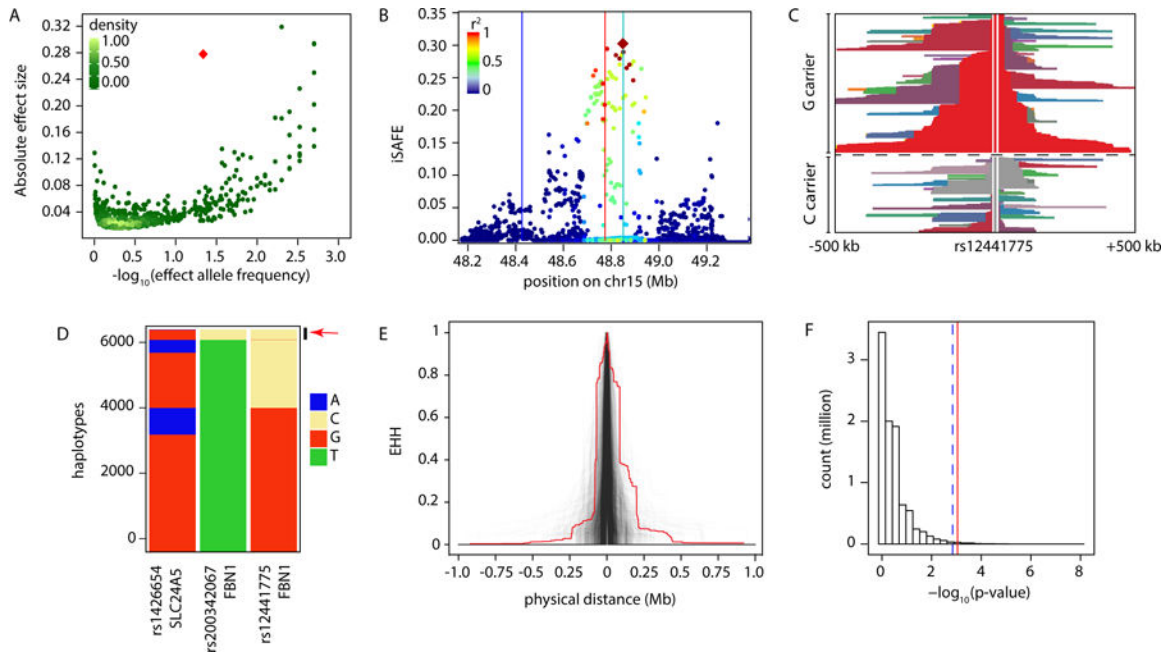 A
density
1.00
0.50
0.00
0.32
0.28
0.24
0.20
0.16
0.12
0.08
0.04
Absolute effect size
0 0.5 1.0 1.5 2.0 2.5 3.0
-log10(effect allele frequency)
B
r²
1
0.5
0
0.35
0.30
0.25
0.20
0.15
0.10
0.05
0.00
iSAFE
48.2 48.4 48.6 48.8 49.0 49.2
position on chr15 (Mb)
C
G carrier
C carrier
-500 kb rs12441775 +500 kb
D
6000
4000
2000
0
haplotypes
A
C
G
T
rs1426654
SLC24A5
rs200342067
FBN1
rs12441775
FBN1
E
1
0.8
0.6
0.4
0.2
0
EHH
-1.0 -0.75 -0.5 0.25 0 0.25 0.5 0.75 1.0
physical distance (Mb)
F
3
2
1
0
count (million)
0 2 4 6 8
−log10(p-value)